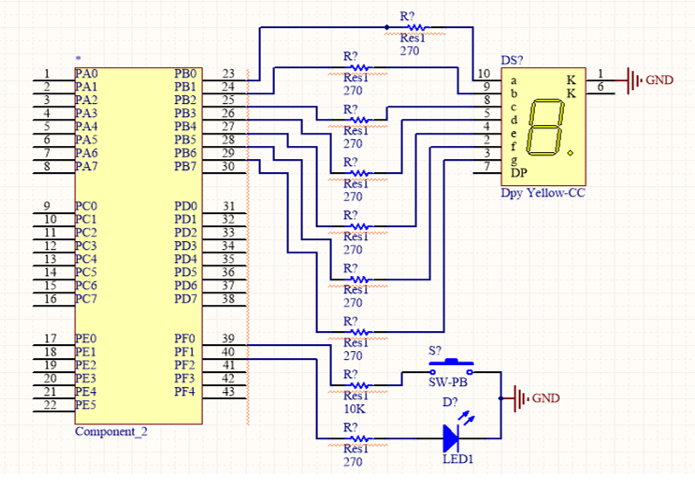 R?
Res1
270
*
1 PA0 PB0 23
2 PA1 PB1 24
3 PA2 PB2 25
4 PA3 PB3 26
5 PA4 PB4 27
6 PA5 PB5 28
7 PA6 PB6 29
8 PA7 PB7 30
9 PC0 PD0 31
10 PC1 PD1 32
11 PC2 PD2 33
12 PC3 PD3 34
13 PC4 PD4 35
14 PC5 PD5 36
15 PC6 PD6 37
16 PC7 PD7 38
17 PE0 PF0 39
18 PE1 PF1 40
19 PE2 PF2 41
20 PE3 PF3 42
21 PE4 PF4 43
22 PE5
Component_2
R?
Res1
270
R?
Res1
270
R?
Res1
270
R?
Res1
270
R?
Res1
270
R?
Res1
270
R?
Res1
10K
R?
Res1
270
DS?
10 a K 1
9 b K 6
8 c
5 d
4 e
2 f
3 g
7 DP
GND
Dpy Yellow-CC
S?
SW-PB
GND
D?
LED1